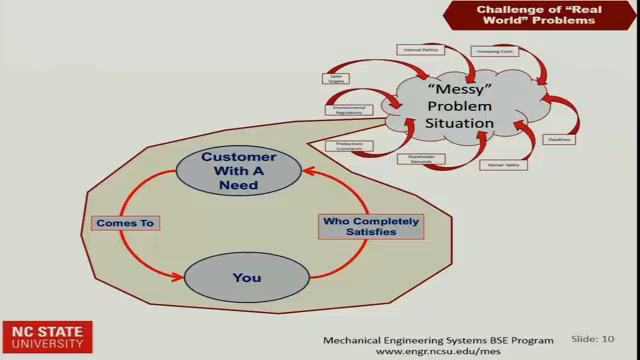 Challenge of “Real
World” Problems
Internal Politics
Increasing Costs
Sales
Targets
Environmental
Regulations
Productions
Constraints
Shareholder
Demands
Worker Safety
Deadlines
“Messy”
Problem
Situation
Customer
With A
Need
Comes To
Who Completely
Satisfies
You
NC STATE
UNIVERSITY
Mechanical Engineering Systems BSE Program
www.engr.ncsu.edu/mes
Slide: 10